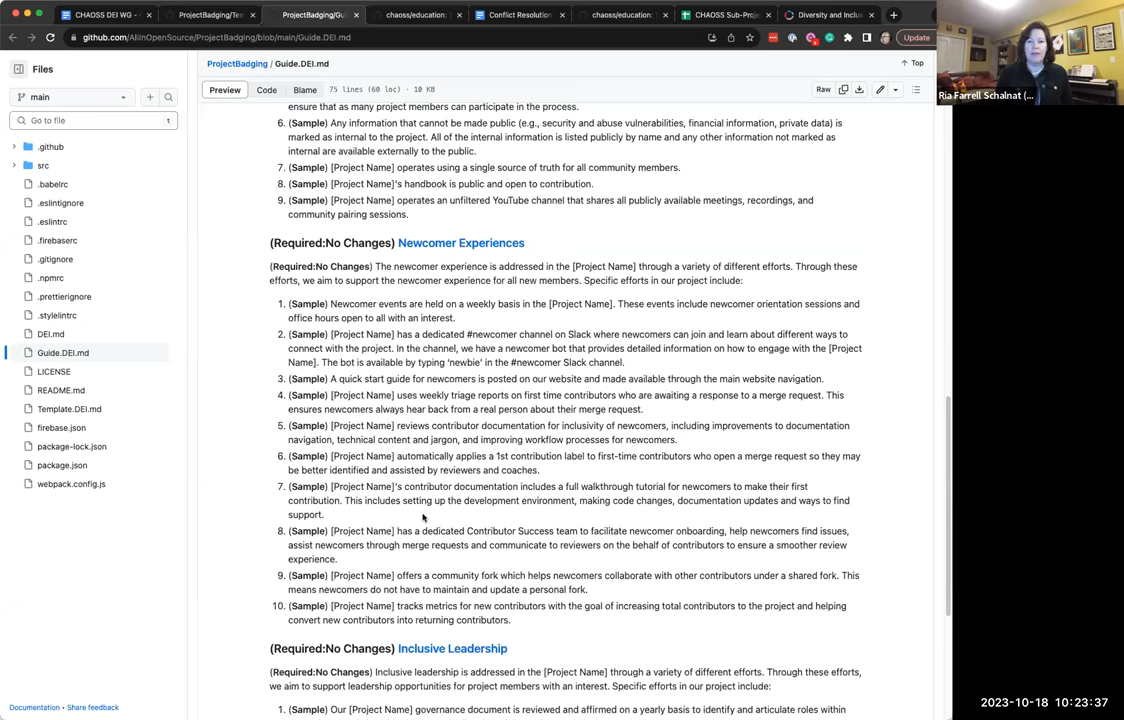 CHAOSS DEI WG -
ProjectBadging/Ten
ProjectBadging/Gui
chaoss/education:
Conflict Resolution
chaoss/education:
CHAOSS Sub-Proje
Diversity and Inclus
github.com/AllInOpenSource/ProjectBadging/blob/main/Guide.DEI.md
Update
Files
main
Go to file
t
.github
src
.babelrc
.eslintignore
.eslintrc
.firebaserc
.gitignore
.npmrc
.prettierignore
.stylelintrc
DEI.md
Guide.DEI.md
LICENSE
README.md
Template.DEI.md
firebase.json
package-lock.json
package.json
webpack.config.js
Documentation • Share feedback
ProjectBadging / Guide.DEI.md
Top
Preview Code Blame 75 lines (60 loc) · 10 KB
Raw
ensure that as many project members can participate in the process.
6. (Sample) Any information that cannot be made public (e.g., security and abuse vulnerabilities, financial information, private data) is
marked as internal to the project. All of the internal information is listed publicly by name and any other information not marked as
internal are available externally to the public.
7. (Sample) [Project Name] operates using a single source of truth for all community members.
8. (Sample) [Project Name]'s handbook is public and open to contribution.
9. (Sample) [Project Name] operates an unfiltered YouTube channel that shares all publicly available meetings, recordings, and
community pairing sessions.
(Required:No Changes) Newcomer Experiences
(Required:No Changes) The newcomer experience is addressed in the [Project Name] through a variety of different efforts. Through these
efforts, we aim to support the newcomer experience for all new members. Specific efforts in our project include:
1. (Sample) Newcomer events are held on a weekly basis in the [Project Name]. These events include newcomer orientation sessions and
office hours open to all with an interest.
2. (Sample) [Project Name] has a dedicated #newcomer channel on Slack where newcomers can join and learn about different ways to
connect with the project. In the channel, we have a newcomer bot that provides detailed information on how to engage with the [Project
Name]. The bot is available by typing 'newbie' in the #newcomer Slack channel.
3. (Sample) A quick start guide for newcomers is posted on our website and made available through the main website navigation.
4. (Sample) [Project Name] uses weekly triage reports on first time contributors who are awaiting a response to a merge request. This
ensures newcomers always hear back from a real person about their merge request.
5. (Sample) [Project Name] reviews contributor documentation for inclusivity of newcomers, including improvements to documentation
navigation, technical content and jargon, and improving workflow processes for newcomers.
6. (Sample) [Project Name] automatically applies a 1st contribution label to first-time contributors who open a merge request so they may
be better identified and assisted by reviewers and coaches.
7. (Sample) [Project Name]'s contributor documentation includes a full walkthrough tutorial for newcomers to make their first
contribution. This includes setting up the development environment, making code changes, documentation updates and ways to find
support.
8. (Sample) [Project Name] has a dedicated Contributor Success team to facilitate newcomer onboarding, help newcomers find issues,
assist newcomers through merge requests and communicate to reviewers on the behalf of contributors to ensure a smoother review
experience.
9. (Sample) [Project Name] offers a community fork which helps newcomers collaborate with other contributors under a shared fork. This
means newcomers do not have to maintain and update a personal fork.
10. (Sample) [Project Name] tracks metrics for new contributors with the goal of increasing total contributors to the project and helping
convert new contributors into returning contributors.
(Required:No Changes) Inclusive Leadership
(Required:No Changes) Inclusive leadership is addressed in the [Project Name] through a variety of different efforts. Through these efforts,
we aim to support leadership opportunities for project members with an interest. Specific efforts in our project include:
1. (Sample) Our [Project Name] governance document is reviewed and affirmed on a yearly basis to identify and articulate roles within
Ria Farrell Schalnat (...
2023-10-18 10:23:37